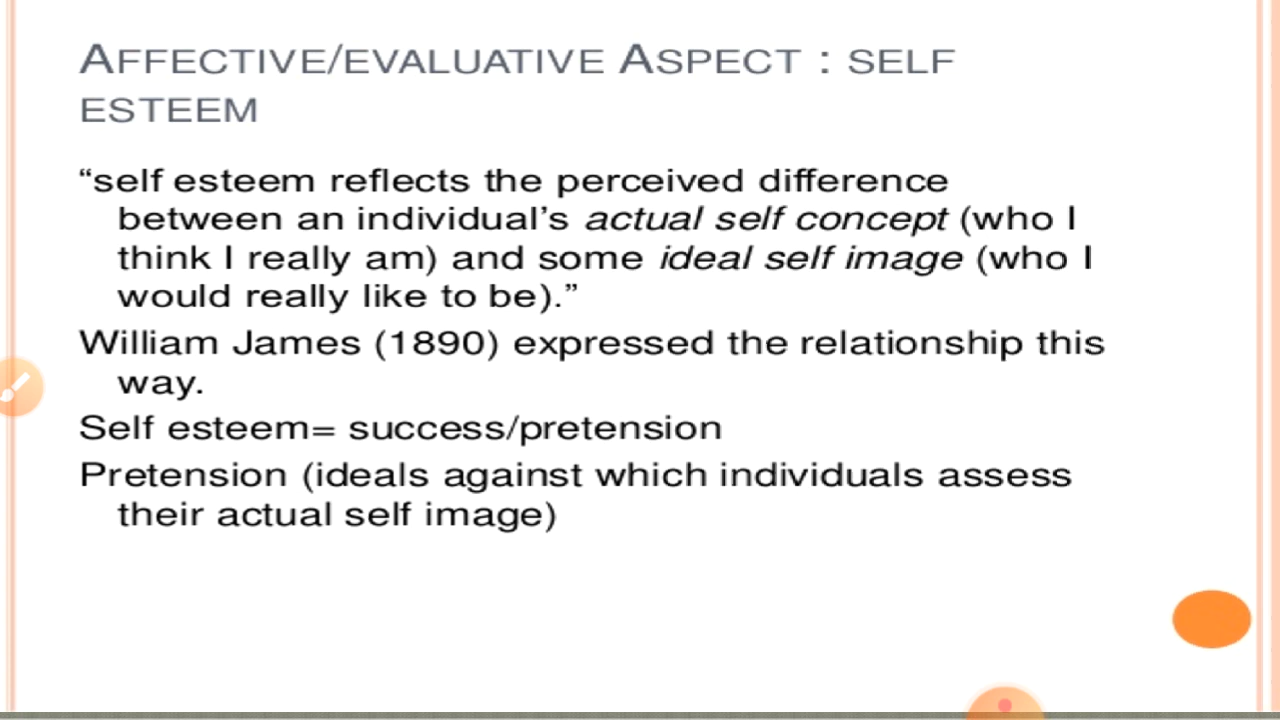 AFFECTIVE/EVALUATIVE ASPECT : SELF
ESTEEM
“self esteem reflects the perceived difference
between an individual’s actual self concept (who I
think I really am) and some ideal self image (who I
would really like to be).”
William James (1890) expressed the relationship this
way.
Self esteem= success/pretension
Pretension (ideals against which individuals assess
their actual self image)